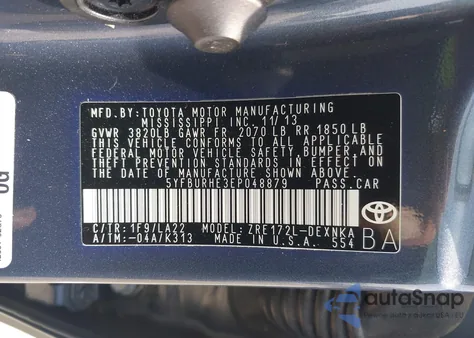 MFD.BY:TOYOTA MOTOR MANUFACTURING
MISSISSIPPI INC. 11/13
GVWR 3820LB GAWR FR 2070 LB RR 1850 LB
THIS VEHICLE CONFORMS TO ALL APPLICABLE
FEDERAL MOTOR VEHICLE SAFETY, BUMPER, AND
THEFT PREVENTION STANDARDS IN EFFECT ON
THE DATE OF MANUFACTURE SHOWN ABOVE.
5YFBURHE3EP048879 PASS.CAR
C/TR:1F9/LA22 MODEL:ZRE172L-DEXNKA
A/TM:-04A/K313 MADE IN U.S.A. 554
TOYOTA
BA
autoSnap